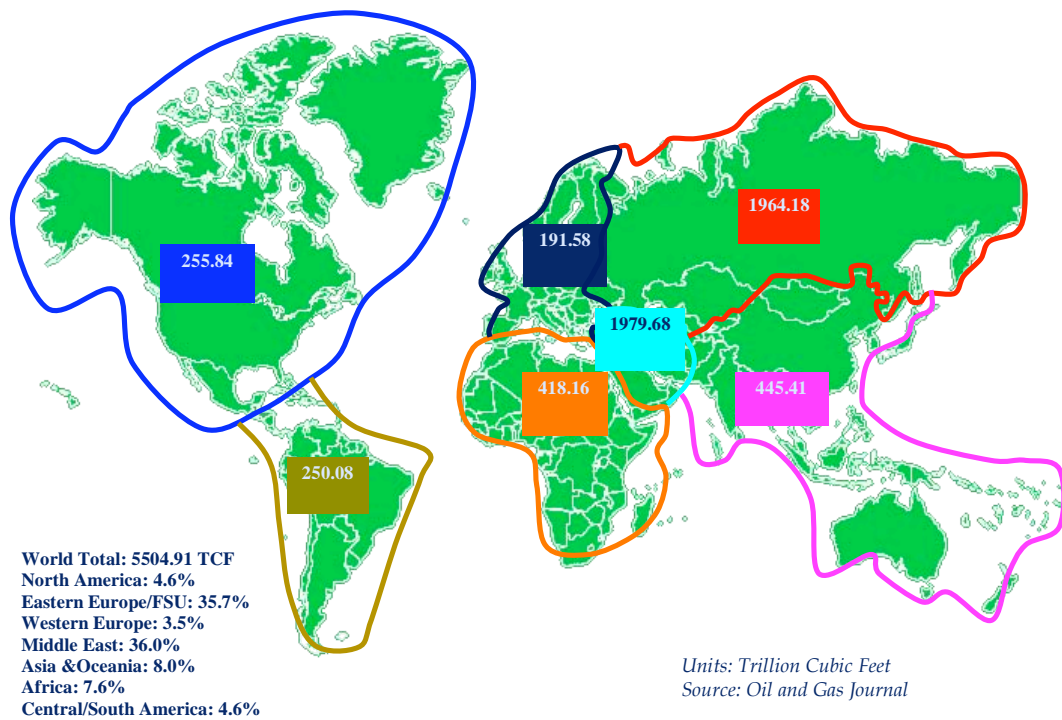 1964.18
191.58
255.84
1979.68
418.16
445.41
250.08
World Total: 5504.91 TCF
North America: 4.6%
Eastern Europe/FSU: 35.7%
Western Europe: 3.5%
Middle East: 36.0%
Asia &Oceania: 8.0%
Africa: 7.6%
Central/South America: 4.6%
Units: Trillion Cubic Feet
Source: Oil and Gas Journal